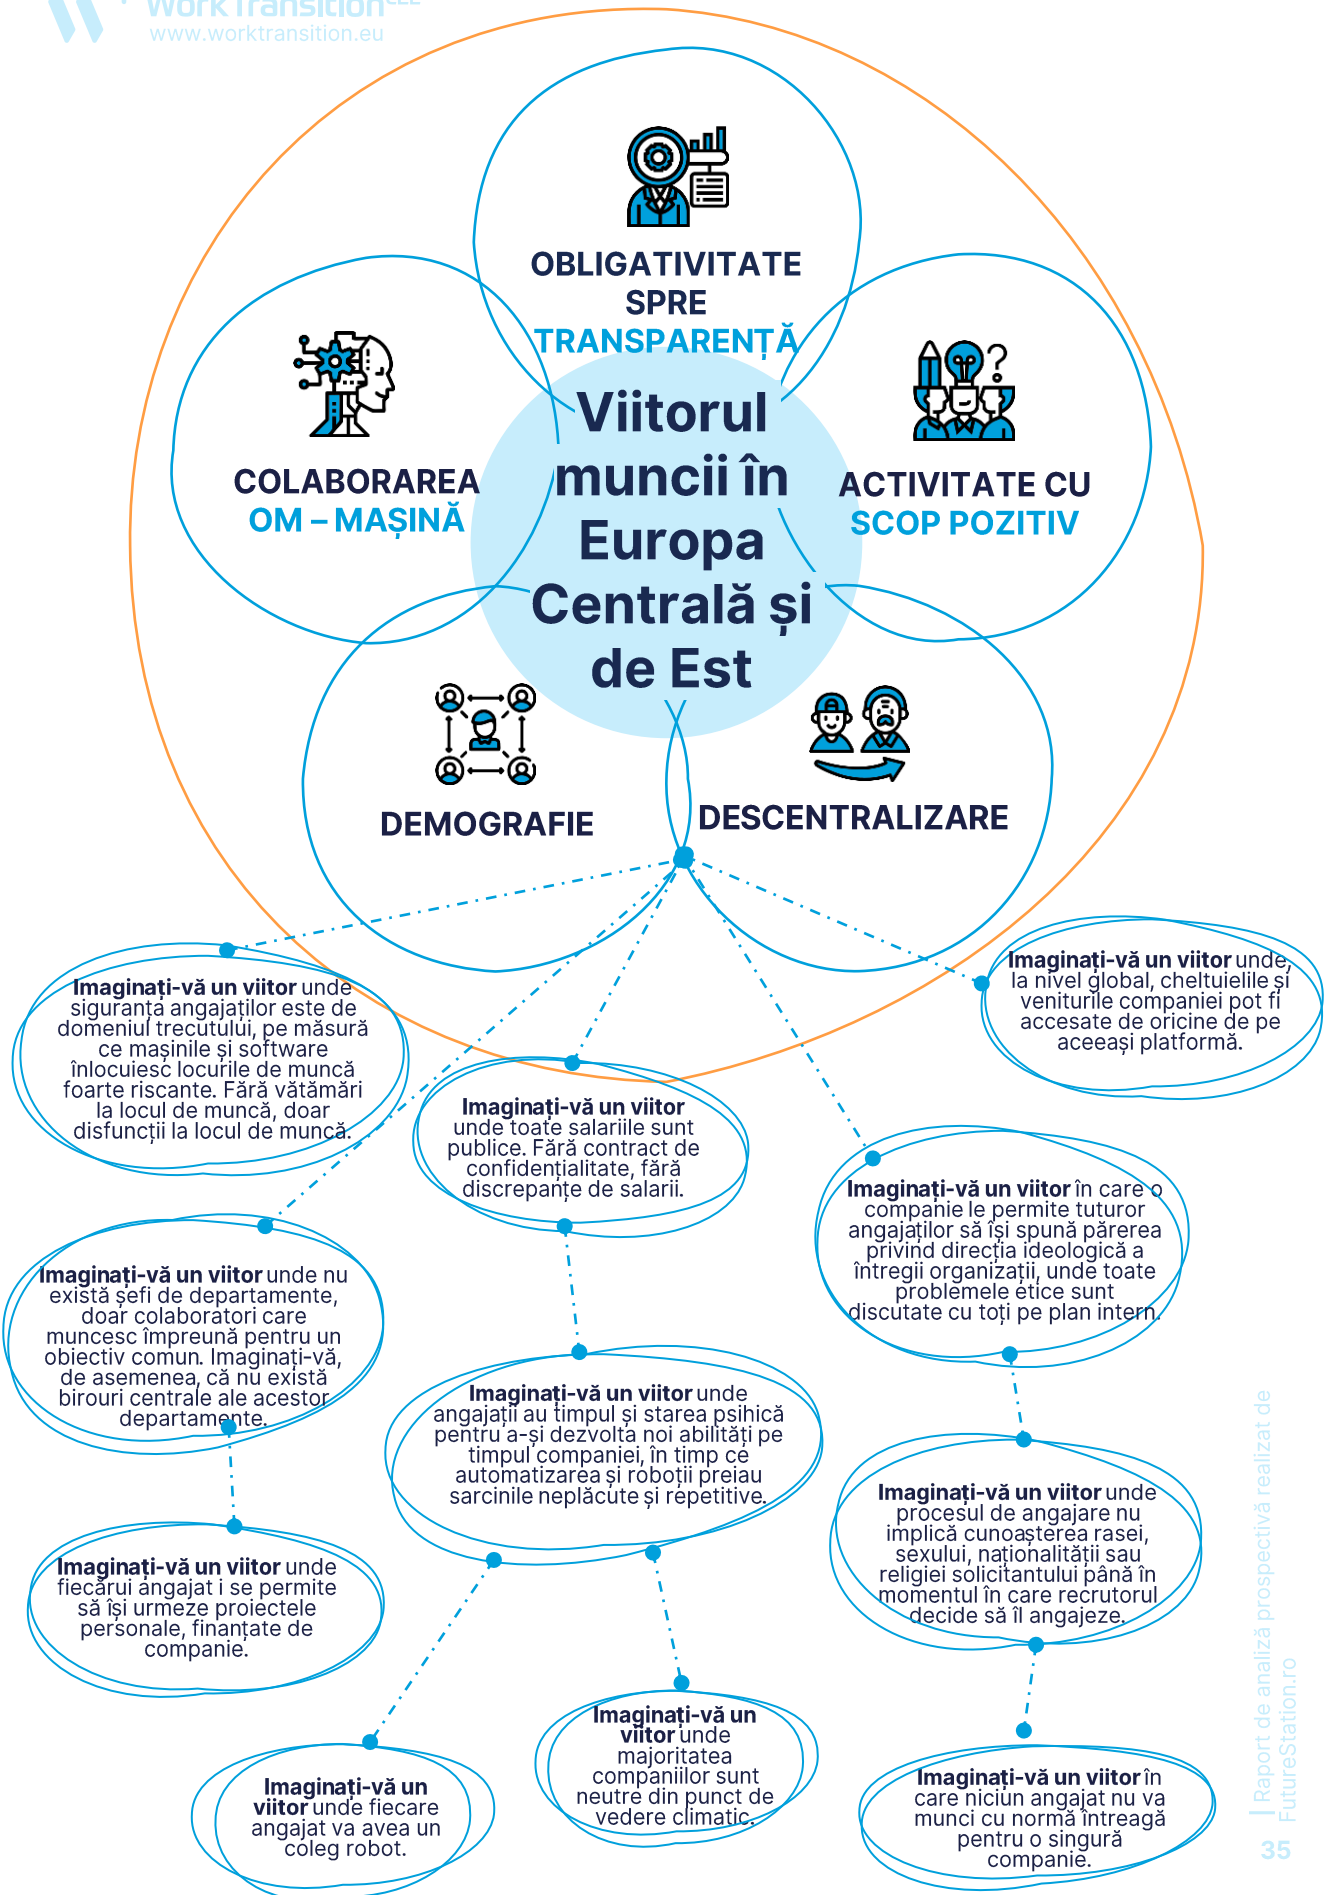 WorkTransitionCEE
www.worktransition.eu
OBLIGATIVITATE
SPRE
TRANSPARENȚĂ
COLABORAREA
OM – MAȘINĂ
ACTIVITATE CU
SCOP POZITIV
Viitorul
muncii în
Europa
Centrală și
de Est
DEMOGRAFIE
DESCENTRALIZARE
Imaginați-vă un viitor unde
siguranța angajaților este de
domeniul trecutului, pe măsură
ce mașinile și software
înlocuiesc locurile de muncă
foarte riscante. Fără vătămări
la locul de muncă, doar
disfuncții la locul de muncă.
Imaginați-vă un viitor
unde toate salariile sunt
publice. Fără contract de
confidențialitate, fără
discrepanțe de salarii.
Imaginați-vă un viitor unde,
la nivel global, cheltuielile și
veniturile companiei pot fi
accesate de oricine de pe
aceeași platformă.
Imaginați-vă un viitor în care o
companie le permite tuturor
angajaților să își spună părerea
privind direcția ideologică a
întregii organizații, unde toate
problemele etice sunt
discutate cu toți pe plan intern.
Imaginați-vă un viitor unde nu
există șefi de departamente,
doar colaboratori care
muncesc împreună pentru un
obiectiv comun. Imaginați-vă,
de asemenea, că nu există
birouri centrale ale acestor
departamente.
Imaginați-vă un viitor unde
angajații au timpul și starea psihică
pentru a-și dezvolta noi abilități pe
timpul companiei, în timp ce
automatizarea și roboții preiau
sarcinile neplăcute și repetitive.
Imaginați-vă un viitor unde
procesul de angajare nu
implică cunoașterea rasei,
sexului, naționalității sau
religiei solicitantului până în
momentul în care recrutorul
decide să îl angajeze.
Imaginați-vă un viitor unde
fiecărui angajat i se permite
să își urmeze proiectele
personale, finanțate de
companie.
Imaginați-vă un
viitor unde fiecare
angajat va avea un
coleg robot.
Imaginați-vă un
viitor unde
majoritatea
companiilor sunt
neutre din punct de
vedere climatic.
Imaginați-vă un viitor în
care niciun angajat nu va
munci cu normă întreagă
pentru o singură
companie.
| Raport de analiză prospectivă realizat de
FutureStation.ro
35